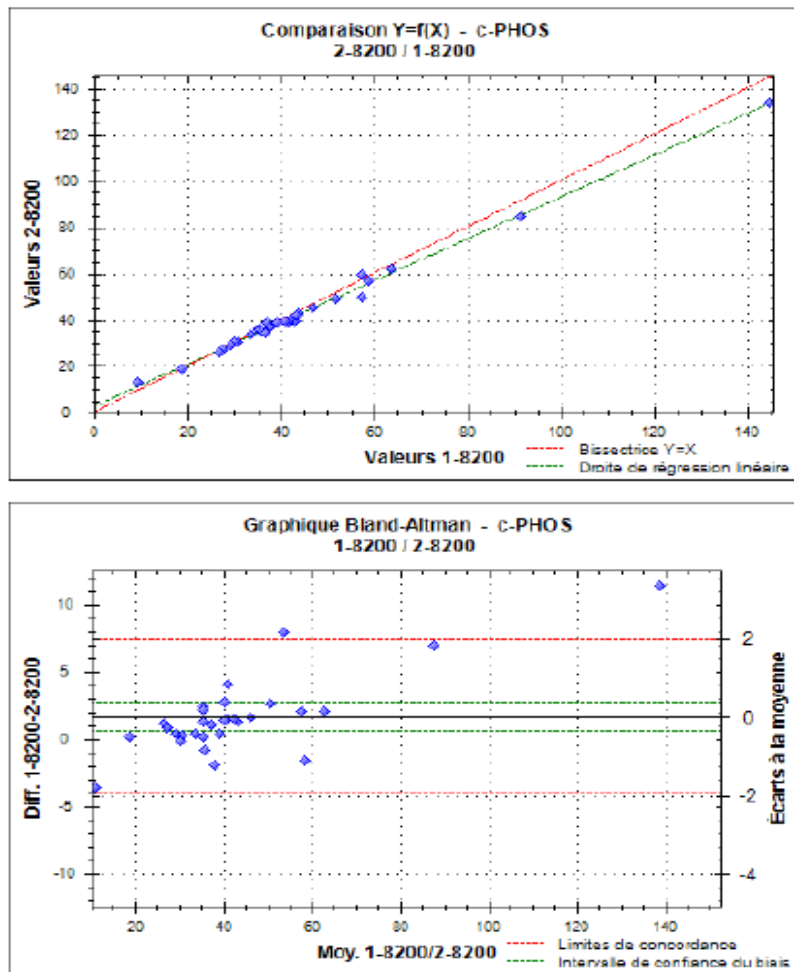 Comparaison Y=f(X) - c-PHOS
2-8200 / 1-8200
Valeurs 2-8200
140
120
100
80
60
40
20
0
0 20 40 60 80 100 120 140
Valeurs 1-8200
Bissectrice Y=X
Droite de régression linéaire
Graphique Bland-Altman - c-PHOS
1-8200 / 2-8200
Diff. 1-8200-2-8200
10
5
0
-5
-10
2
0
-2
-4
Écarts à la moyenne
20 40 60 80 100 120 140
Moy. 1-8200/2-8200
Limites de concordance
Intervalle de confiance du biais